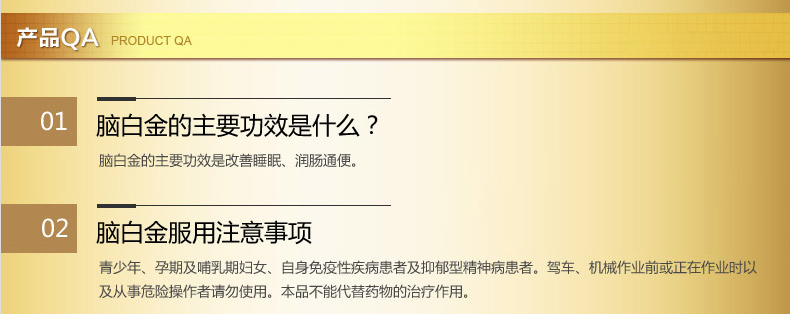 产品QA PRODUCT QA
01 脑白金的主要功效是什么？
脑白金的主要功效是改善睡眠、润肠通便。
02 脑白金服用注意事项
青少年、孕期及哺乳期妇女、自身免疫性疾病患者及抑郁型精神病患者。驾车、机械作业前或正在作业时以
及从事危险操作者请勿使用。本品不能代替药物的治疗作用。